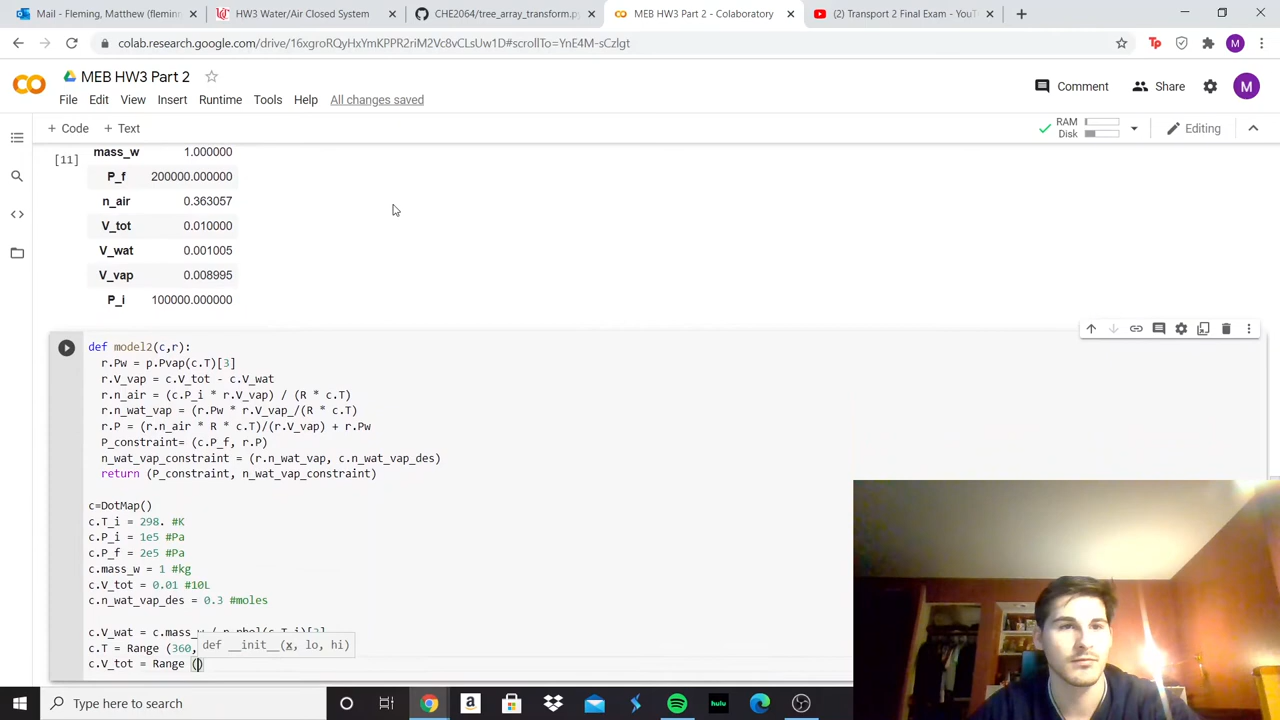 Mail - Fleming, Matthew (flemin
HW3 Water/Air Closed System
CHE2064/tree_array_transform.py
MEB HW3 Part 2 - Colaboratory
(2) Transport 2 Final Exam - YouT
colab.research.google.com/drive/16xgroRQyHxYmKPPR2riM2Vc8vCLsUw1D#scrollTo=YnE4M-sCzlgt
Tp
M
MEB HW3 Part 2
Comment
Share
M
File Edit View Insert Runtime Tools Help All changes saved
+ Code + Text
RAM
Disk
Editing
[11]
mass_w 1.000000
P_f 200000.000000
n_air 0.363057
V_tot 0.010000
V_wat 0.001005
V_vap 0.008995
P_i 100000.000000
def model2(c,r):
r.Pw = p.Pvap(c.T)[3]
r.V_vap = c.V_tot - c.V_wat
r.n_air = (c.P_i * r.V_vap) / (R * c.T)
r.n_wat_vap = (r.Pw * r.V_vap_/(R * c.T)
r.P = (r.n_air * R * c.T)/(r.V_vap) + r.Pw
P_constraint= (c.P_f, r.P)
n_wat_vap_constraint = (r.n_wat_vap, c.n_wat_vap_des)
return (P_constraint, n_wat_vap_constraint)
c=DotMap()
c.T_i = 298. #K
c.P_i = 1e5 #Pa
c.P_f = 2e5 #Pa
c.mass_w = 1 #kg
c.V_tot = 0.01 #10L
c.n_wat_vap_des = 0.3 #moles
c.V_wat = c.mass_w
def __init__(x, lo, hi)
c.T = Range (360,
c.V_tot = Range ()
Type here to search
hulu